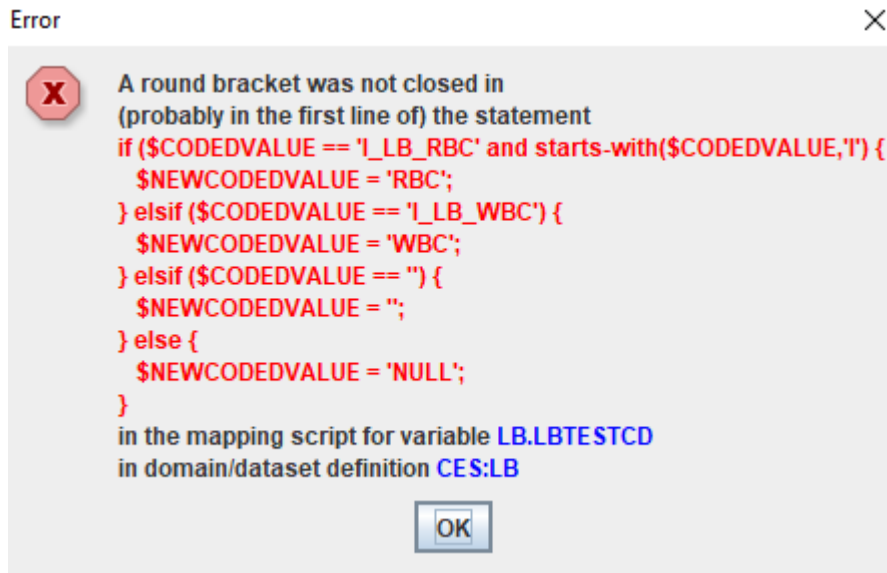 Error
A round bracket was not closed in
(probably in the first line of) the statement
if ($CODEDVALUE == 'I_LB_RBC' and starts-with($CODEDVALUE,'I') {
$NEWCODEDVALUE = 'RBC';
} elsif ($CODEDVALUE == 'I_LB_WBC') {
$NEWCODEDVALUE = 'WBC';
} elsif ($CODEDVALUE == '') {
$NEWCODEDVALUE = '';
} else {
$NEWCODEDVALUE = 'NULL';
}
in the mapping script for variable LB.LBTESTCD
in domain/dataset definition CES:LB
OK